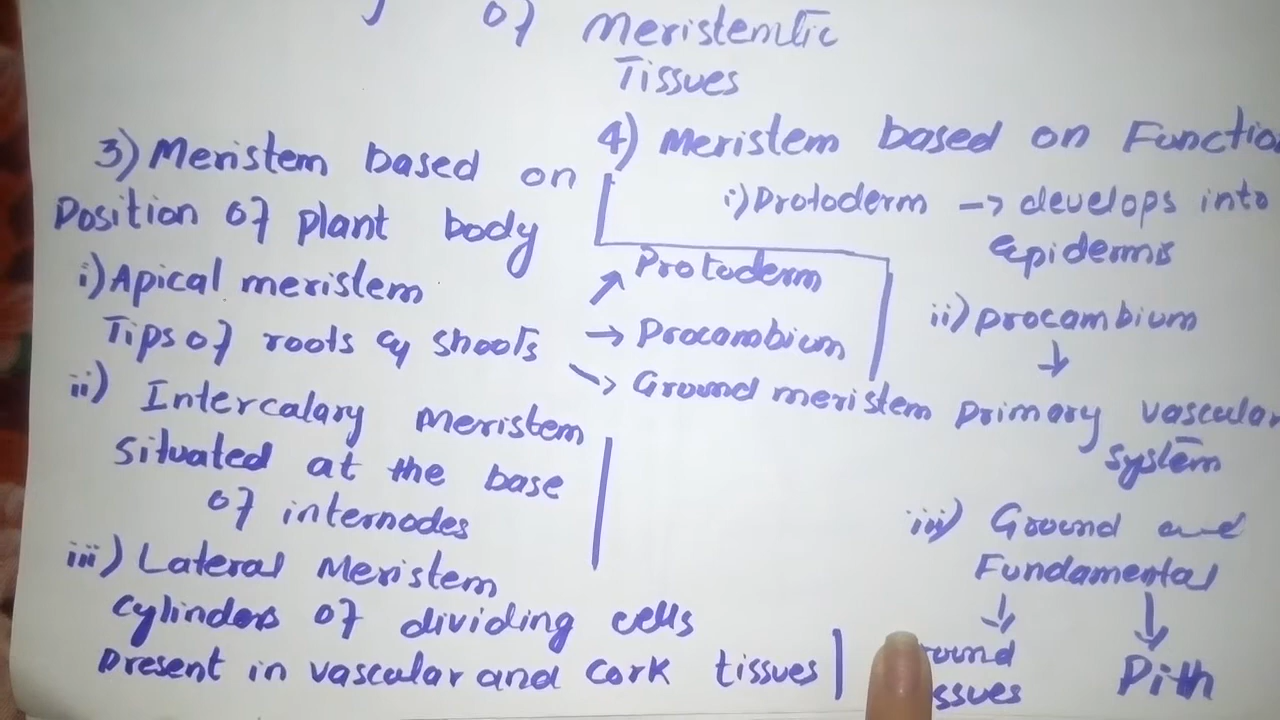 of Meristemtic
Tissues
3) Meristem based on
Position of plant body
i) Apical meristem
Tips of roots & shoots
→ Protoderm
→ Procambium
→ Ground meristem
ii) Intercalary Meristem
situated at the base
of internodes
iii) Lateral Meristem
cylinders of dividing cells
Present in vascular and cork tissues
4) Meristem based on Functio
i) Protoderm → develops into
epidermis
ii) procambium
↓
primary vascular
system
iii) Ground and
Fundamental
↓ ↓
ound Pith
ssues